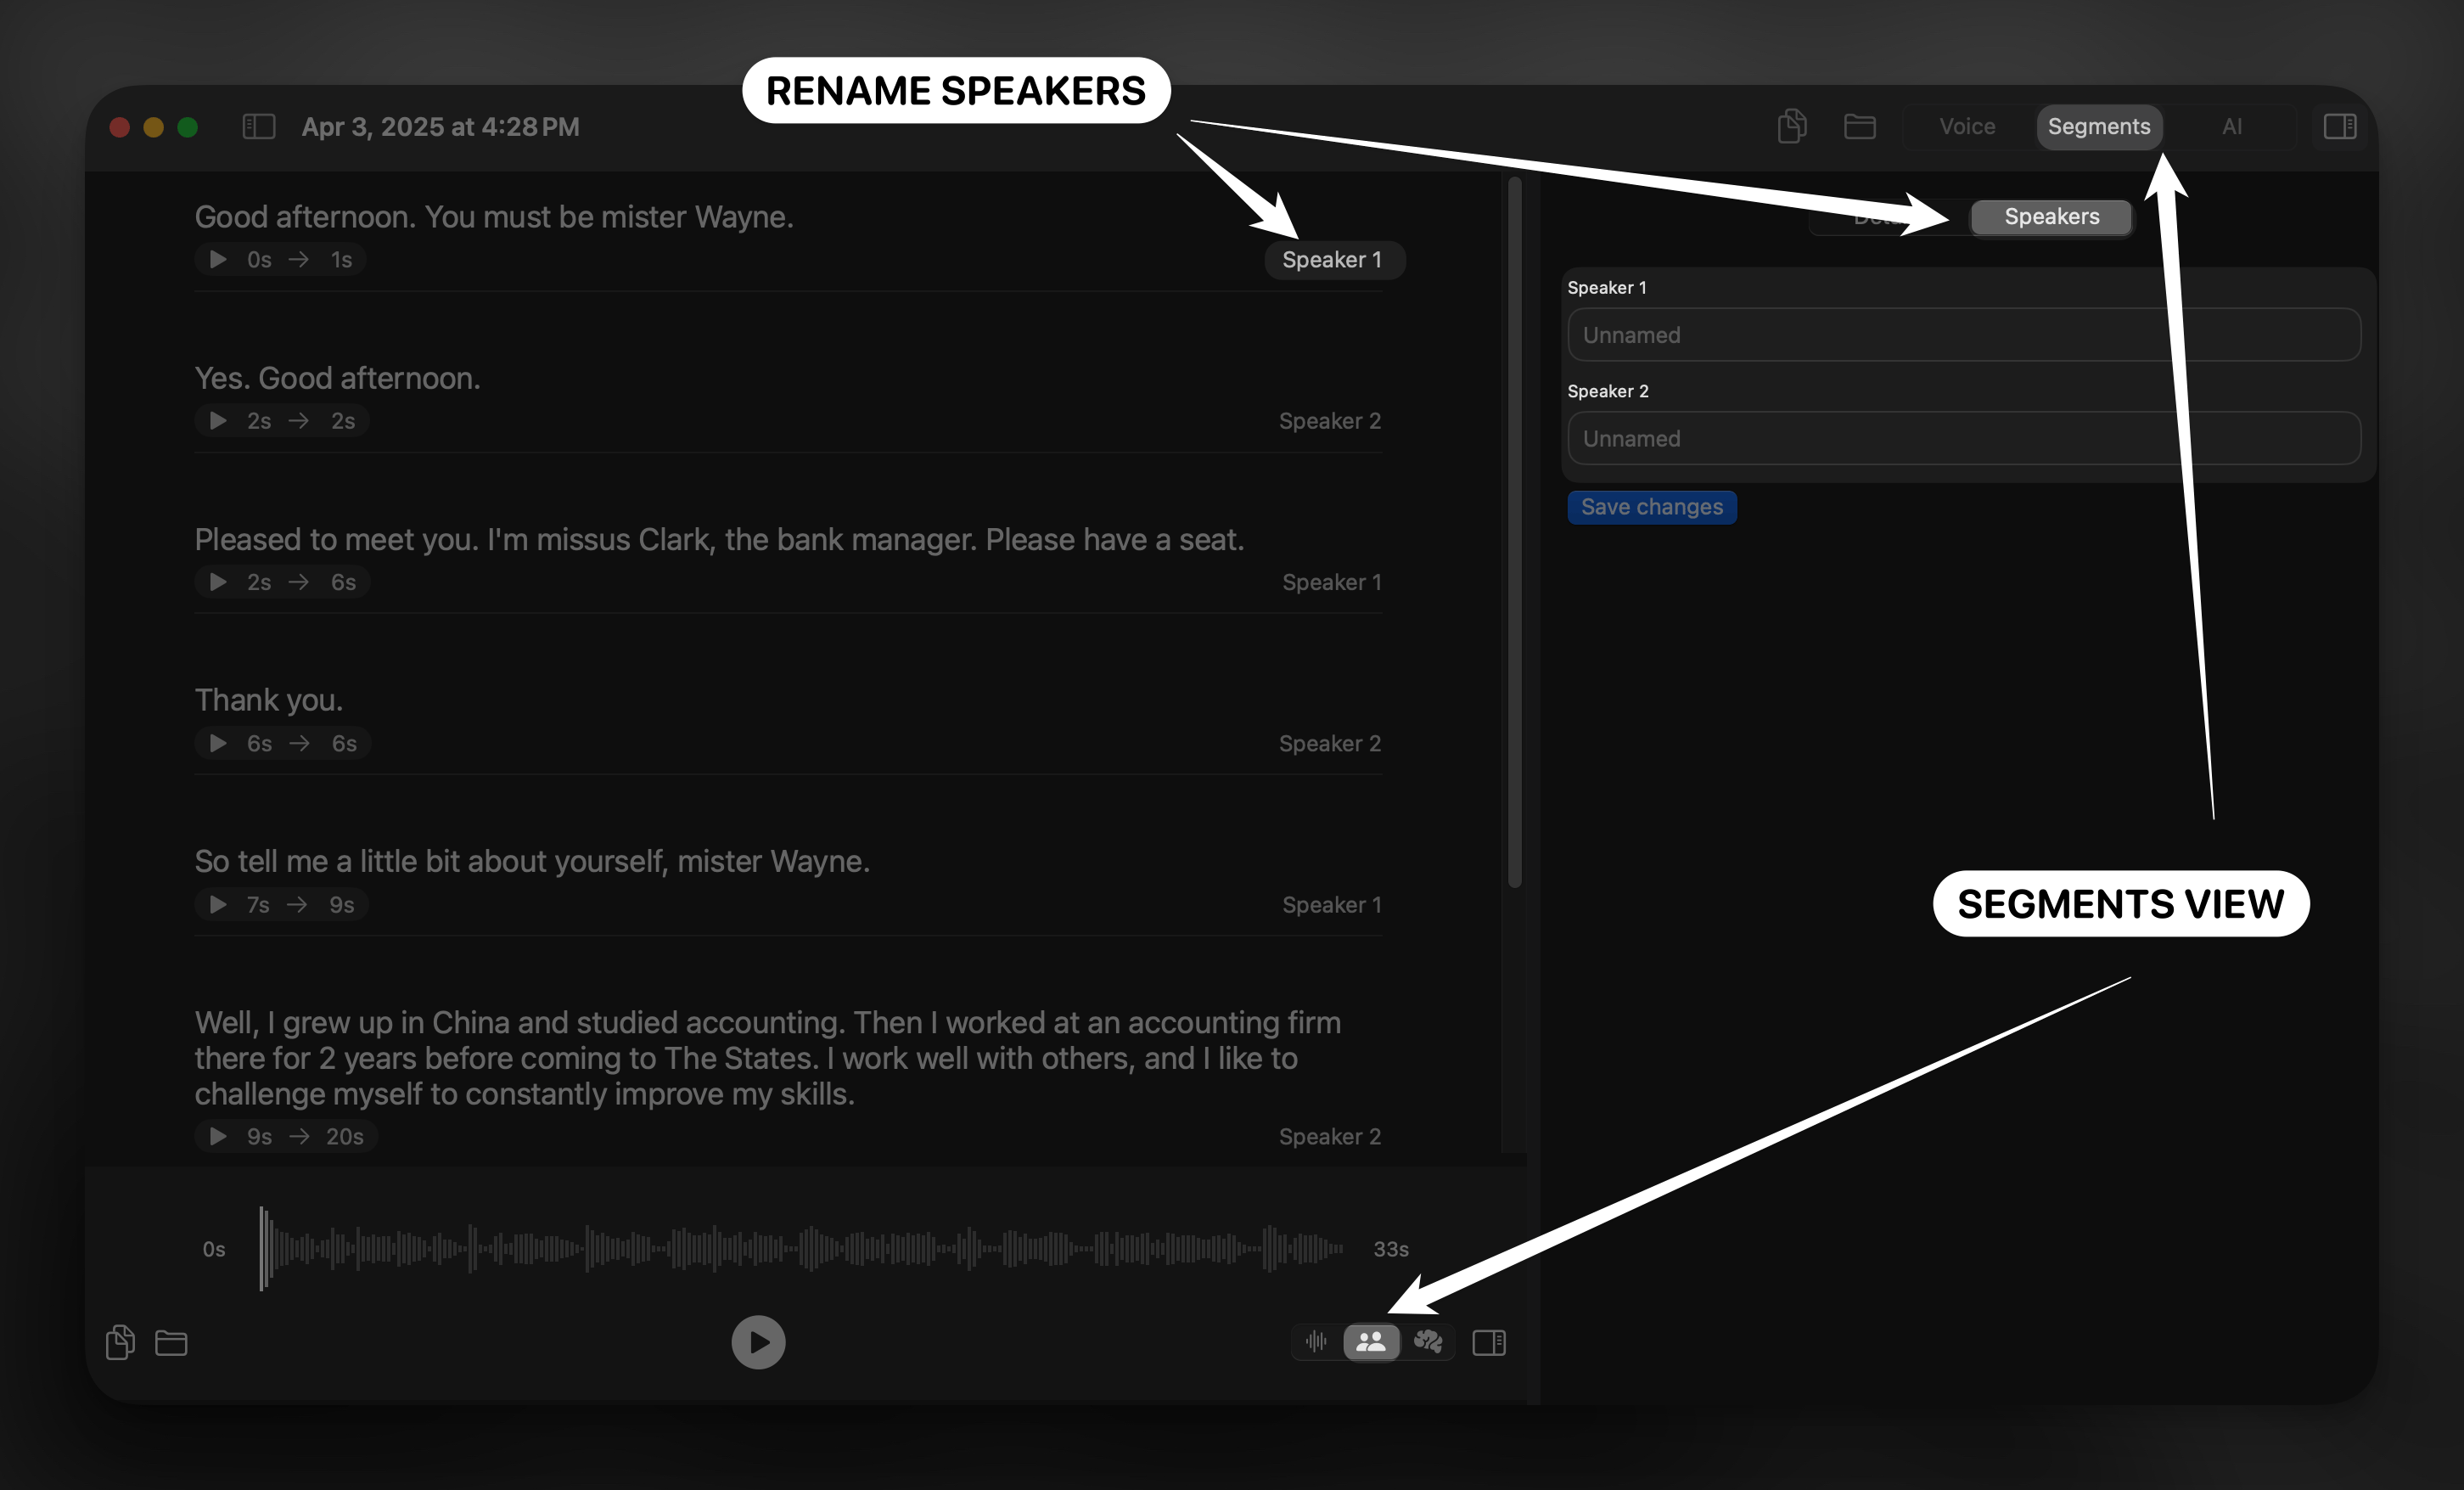 RENAME SPEAKERS
Apr 3, 2025 at 4:28 PM
Voice
Segments
AI
Good afternoon. You must be mister Wayne.
0s → 1s
Speaker 1
Yes. Good afternoon.
2s → 2s
Speaker 2
Pleased to meet you. I'm missus Clark, the bank manager. Please have a seat.
2s → 6s
Speaker 1
Thank you.
6s → 6s
Speaker 2
So tell me a little bit about yourself, mister Wayne.
7s → 9s
Speaker 1
Well, I grew up in China and studied accounting. Then I worked at an accounting firm
there for 2 years before coming to The States. I work well with others, and I like to
challenge myself to constantly improve my skills.
9s → 20s
Speaker 2
0s
33s
Speakers
Speaker 1
Unnamed
Speaker 2
Unnamed
Save changes
SEGMENTS VIEW